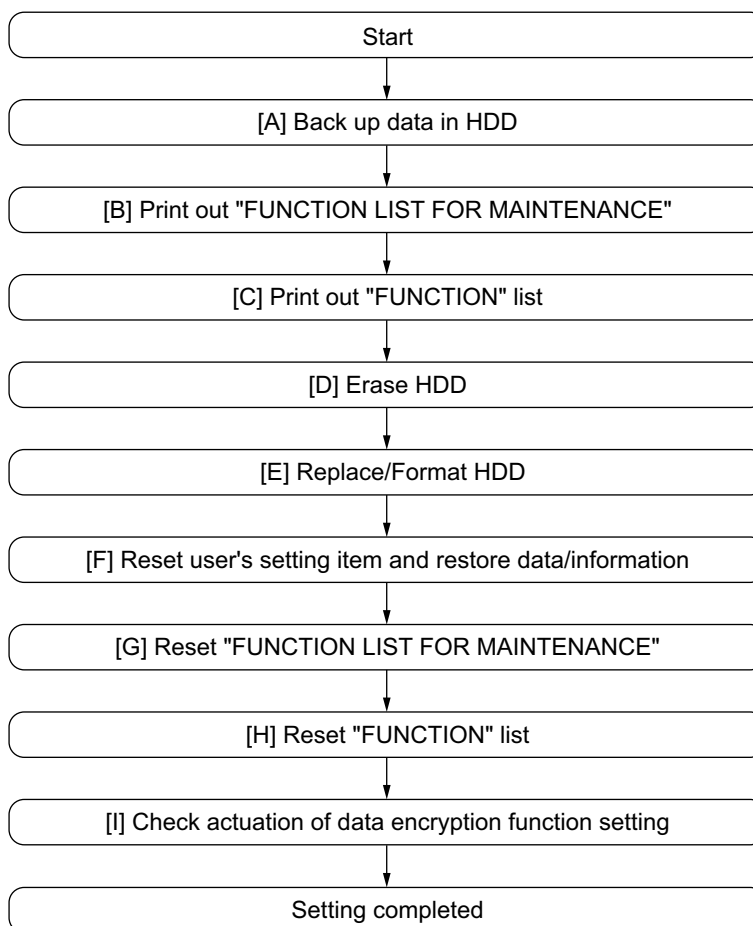 Start
[A] Back up data in HDD
[B] Print out "FUNCTION LIST FOR MAINTENANCE"
[C] Print out "FUNCTION" list
[D] Erase HDD
[E] Replace/Format HDD
[F] Reset user's setting item and restore data/information
[G] Reset "FUNCTION LIST FOR MAINTENANCE"
[H] Reset "FUNCTION" list
[I] Check actuation of data encryption function setting
Setting completed